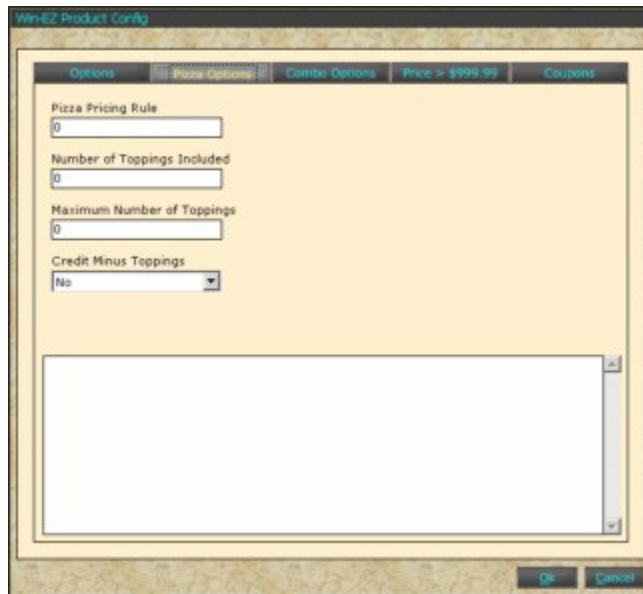 Win-EZ Product Config
Options Pizza Options Combo Options Price > $999.99 Coupons
Pizza Pricing Rule
0
Number of Toppings Included
0
Maximum Number of Toppings
0
Credit Minus Toppings
No
Ok Cancel